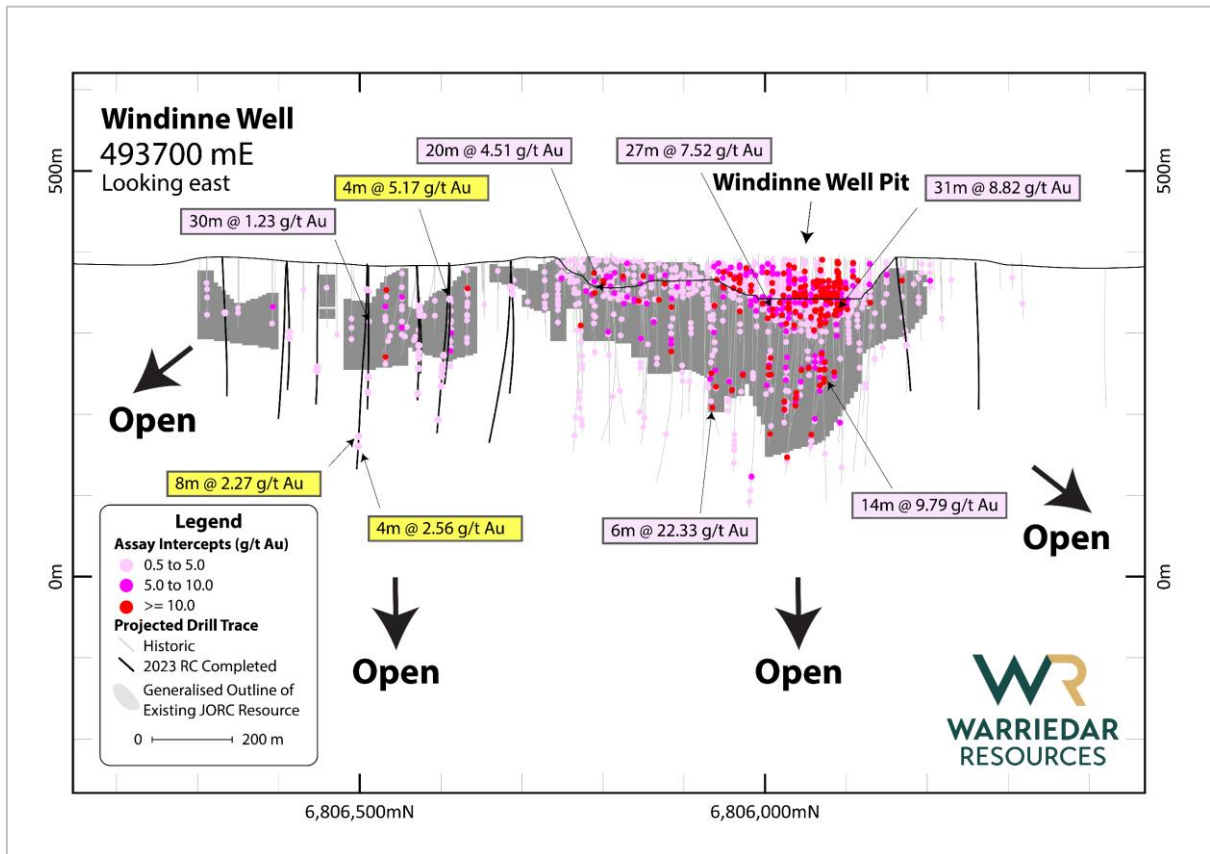 Windinne Well
493700 mE
Looking east
500m
500m
20m @ 4.51 g/t Au
27m @ 7.52 g/t Au
4m @ 5.17 g/t Au
Windinne Well Pit
31m @ 8.82 g/t Au
30m @ 1.23 g/t Au
Open
8m @ 2.27 g/t Au
4m @ 2.56 g/t Au
6m @ 22.33 g/t Au
14m @ 9.79 g/t Au
Open
0m
0m
Legend
Assay Intercepts (g/t Au)
0.5 to 5.0
5.0 to 10.0
>= 10.0
Projected Drill Trace
Historic
2023 RC Completed
Generalised Outline of
Existing JORC Resource
0 200 m
Open
Open
WR
WARRIEDAR
RESOURCES
6,806,500mN
6,806,000mN